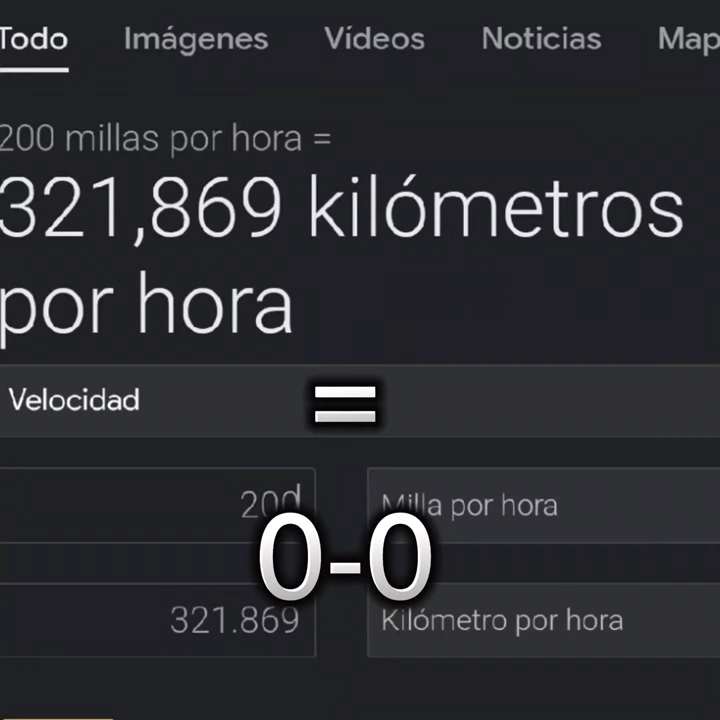 Todo Imágenes Vídeos Noticias Map
200 millas por hora =
321,869 kilómetros
por hora
Velocidad
=
200 Milla por hora
0-0
321.869 Kilómetro por hora